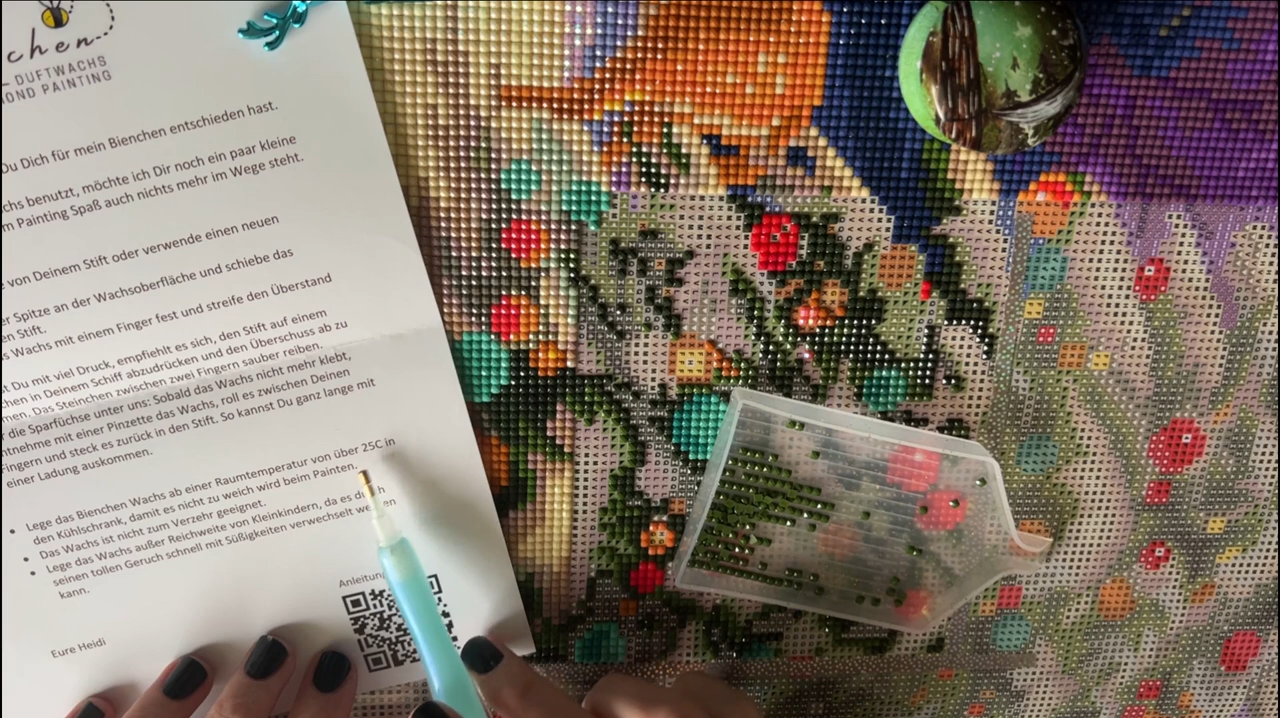 chen
DUFTWACHS
OND PAINTING
Du Dich für mein Bienchen entschieden hast.
chs benutzt, möchte ich Dir noch ein paar kleine
m Painting Spaß auch nichts mehr im Wege steht.
von Deinem Stift oder verwende einen neuen
er Spitze an der Wachsoberfläche und schiebe das
en Stift.
s Wachs mit einem Finger fest und streife den Überstand
t Du mit viel Druck, empfiehlt es sich, den Stift auf einem
chen in Deinem Schiff abzudrücken und den Überschuss ab zu
men. Das Steinchen zwischen zwei Fingern sauber reiben.
r die Sparfüchse unter uns: Sobald das Wachs nicht mehr klebt,
ntnehme mit einer Pinzette das Wachs, roll es zwischen Deinen
Fingern und steck es zurück in den Stift. So kannst Du ganz lange mit
einer Ladung auskommen.
• Lege das Bienchen Wachs ab einer Raumtemperatur von über 25C in
den Kühlschrank, damit es nicht zu weich wird beim Painten.
• Das Wachs ist nicht zum Verzehr geeignet.
• Lege das Wachs außer Reichweite von Kleinkindern, da es durch
seinen tollen Geruch schnell mit Süßigkeiten verwechselt werden
kann.
Anleitung
Eure Heidi